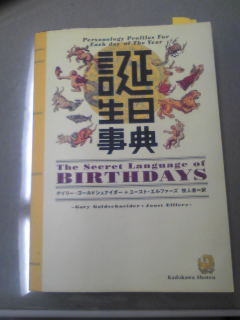 Personology Profiles For
Each day of The Year
誕生日
事典
The Secret Language of
BIRTHDAYS
ゲイリー・ゴールドシュナイダー+ユースト・エルファーズ 牧人舎=訳
Gary Goldschneider + Joost Elffers
Kadokawa Shoten